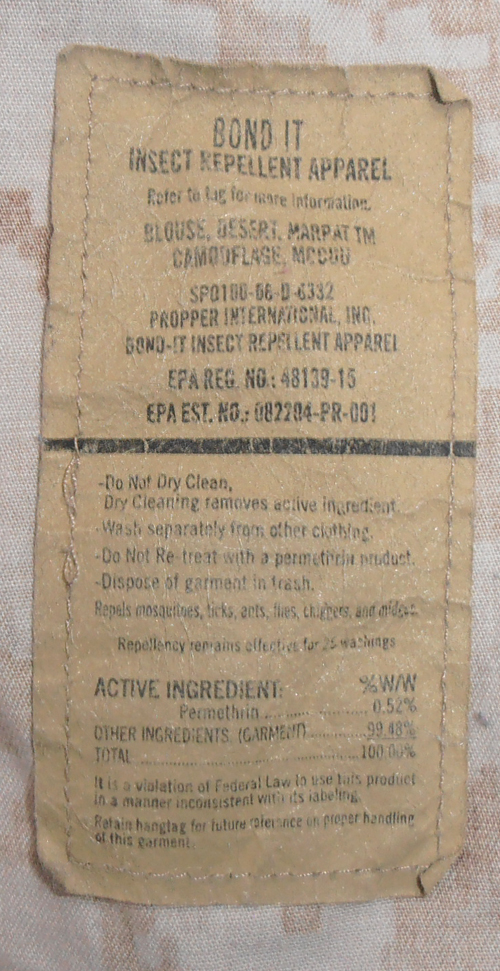 BOND IT
INSECT REPELLENT APPAREL
Refer to tag for more information.
BLOUSE, DESERT, MARPAT TM
CAMOUFLAGE, MCCUU
SPO100-06-D-0332
PROPPER INTERNATIONAL, INC.
BOND-IT INSECT REPELLENT APPAREL
EPA REG. NO.: 48139-15
EPA EST. NO.: 082204-PR-001
-Do Not Dry Clean,
Dry Cleaning removes active ingredient.
-Wash separately from other clothing.
-Do Not Re-treat with a permethrin product.
-Dispose of garment in trash.
Repels mosquitoes, ticks, ants, flies, chiggers, and midges.
Repellency remains effective for 25 washings
ACTIVE INGREDIENT: %W/W
Permethrin ............ 0.52%
OTHER INGREDIENTS (GARMENT) ............ 99.48%
TOTAL ............ 100.00%
It is a violation of Federal Law to use this product
in a manner inconsistent with its labeling.
Retain hangtag for future reference on proper handling
of this garment.